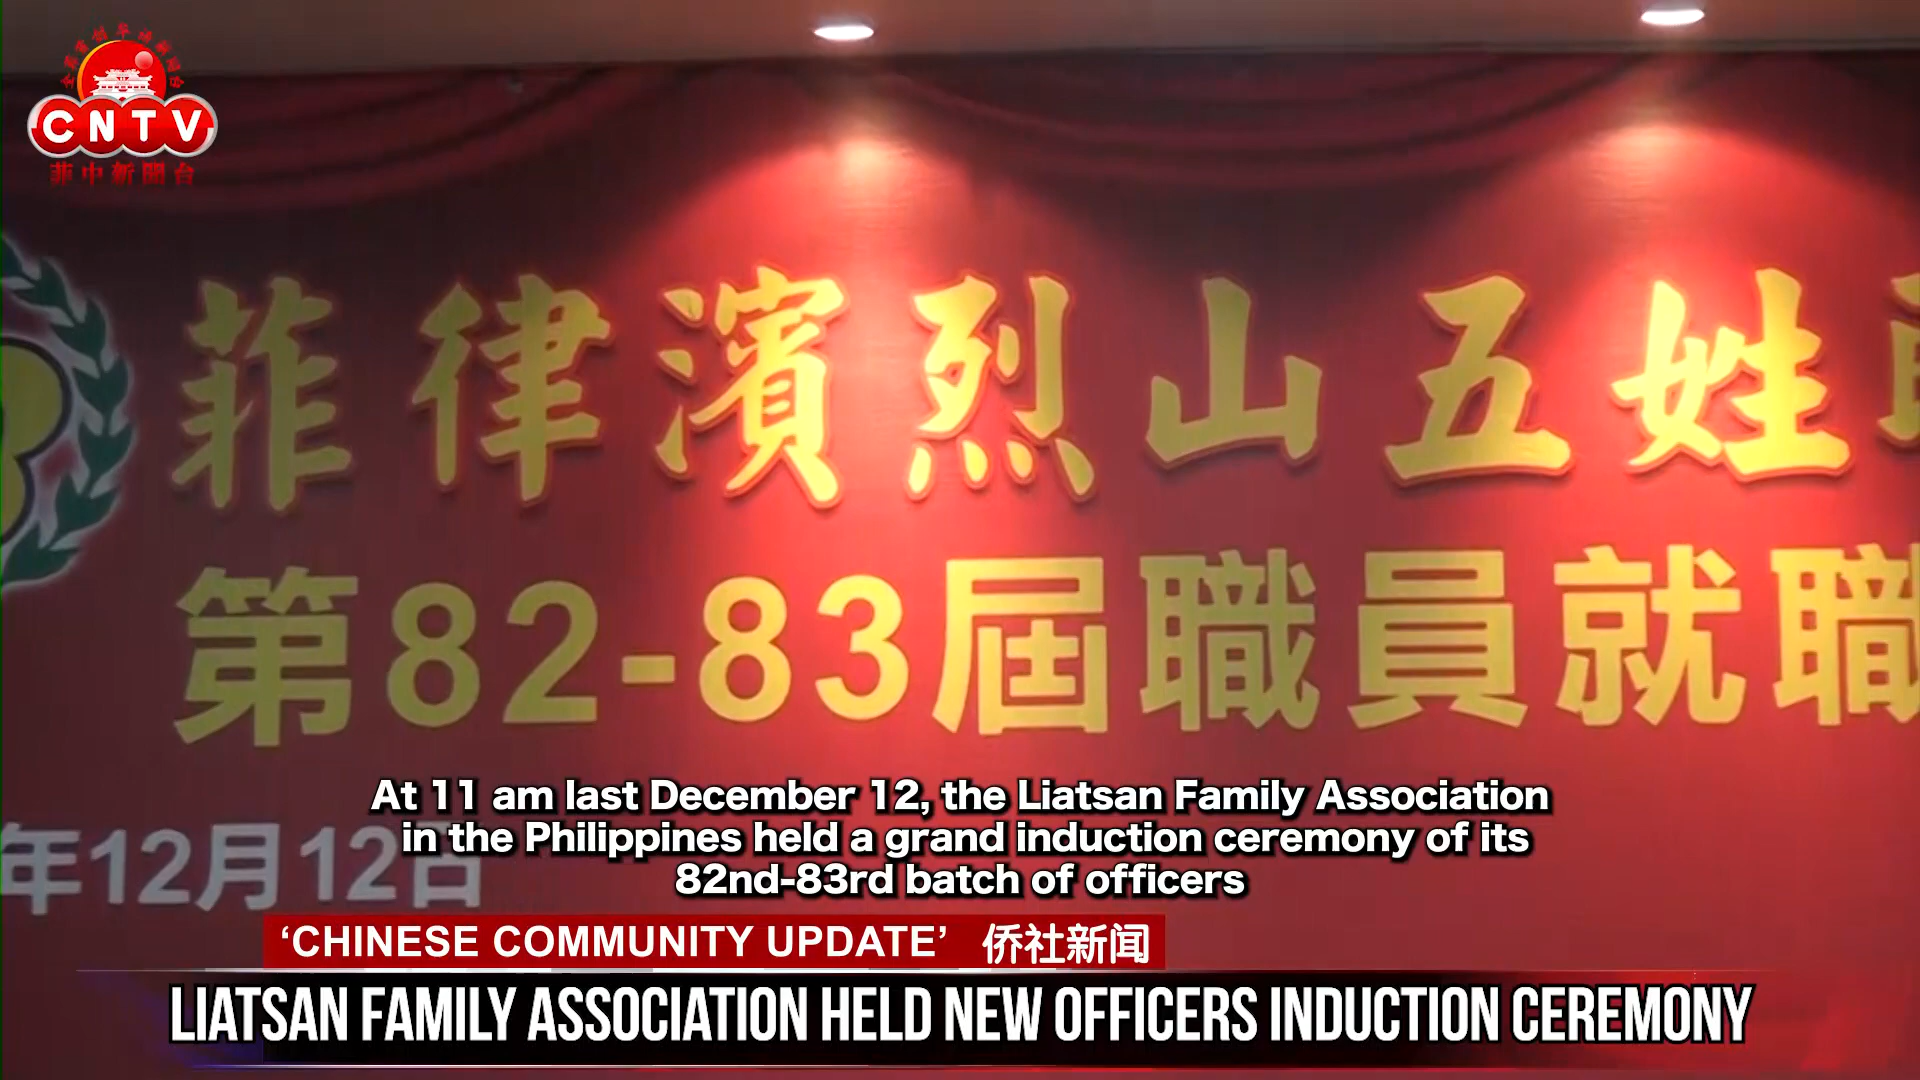 CNTV
菲中新聞台
菲律濱烈山五姓
第82-83屆職員就職
年12月12日
At 11 am last December 12, the Liatsan Family Association
in the Philippines held a grand induction ceremony of its
82nd-83rd batch of officers
‘CHINESE COMMUNITY UPDATE’ 侨社新闻
LIATSAN FAMILY ASSOCIATION HELD NEW OFFICERS INDUCTION CEREMONY